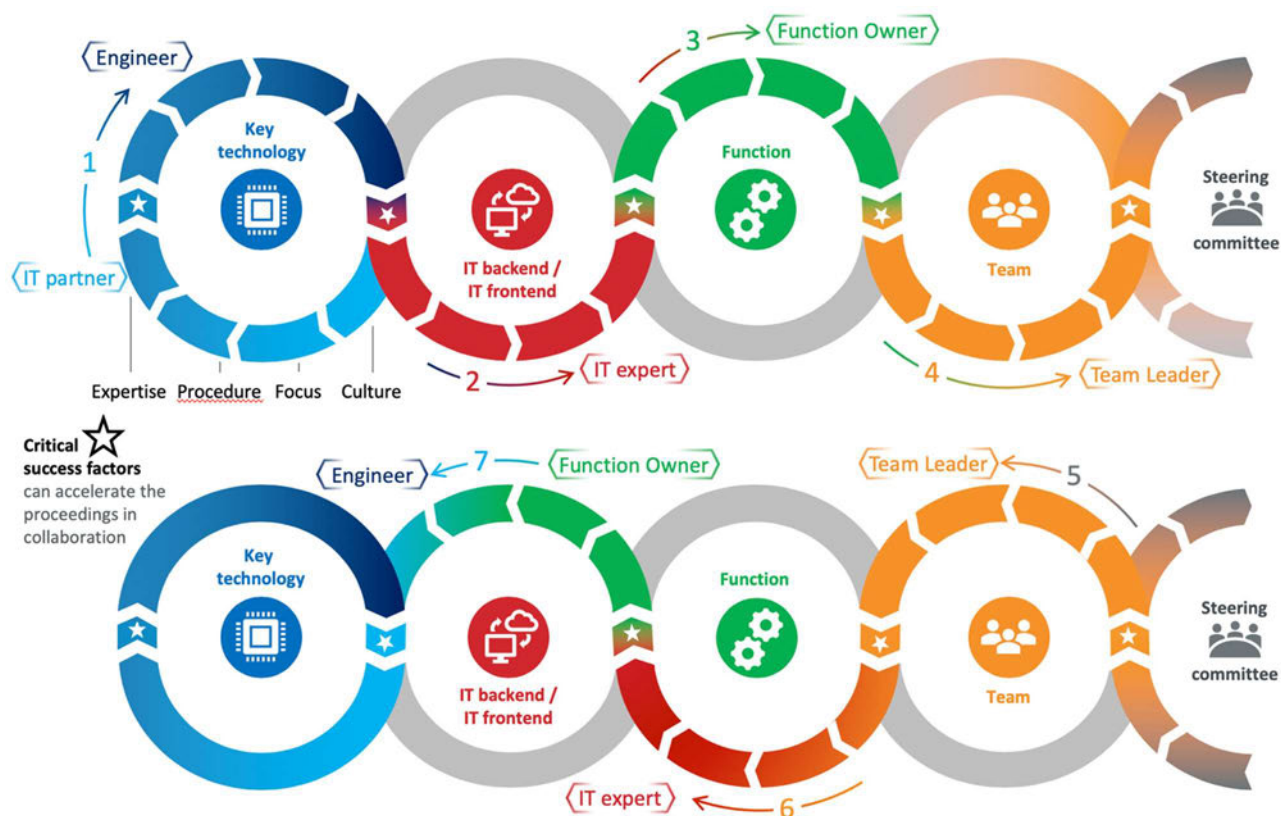 3
Function Owner
Engineer
1
Key
technology
Function
Steering
committee
IT backend /
IT frontend
Team
IT partner
2
IT expert
4
Team Leader
Expertise
Procedure
Focus
Culture
Critical
success factors
can accelerate the
proceedings in
collaboration
Engineer
7
Function Owner
Team Leader
5
Key
technology
Function
Steering
committee
IT backend /
IT frontend
Team
IT expert
6